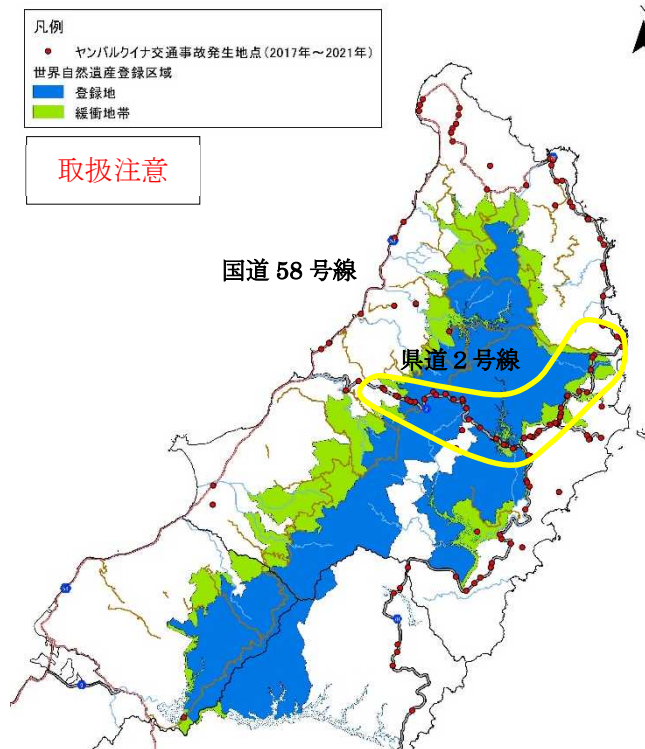 凡例
ヤンバルクイナ交通事故発生地点(2017年～2021年)
世界自然遺産登録区域
登録地
緩衝地帯
取扱注意
国道 58 号線
県道 2 号線